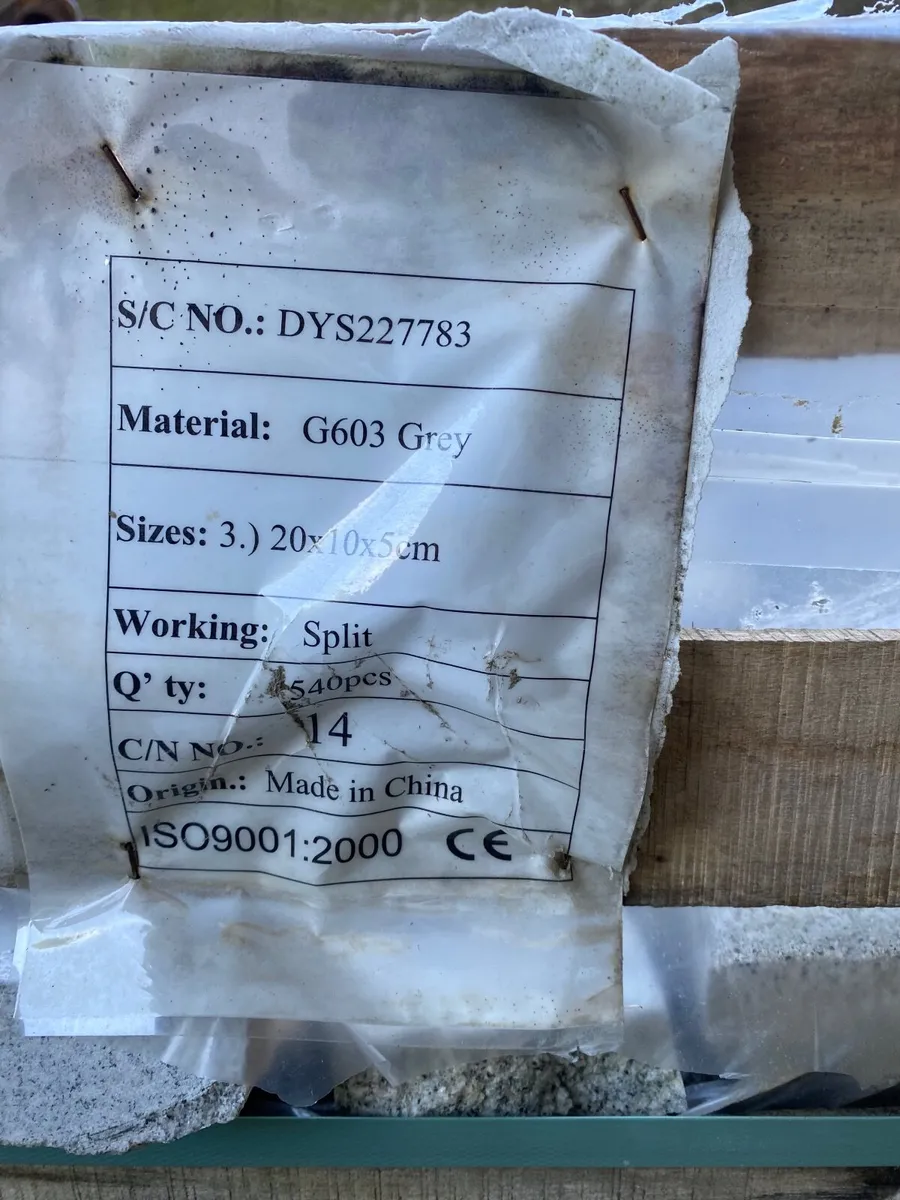 S/C NO.: DYS227783
Material: G603 Grey
Sizes: 3.) 20x10x5cm
Working: Split
Q' ty: 540pcs
C/N NO.: 14
Origin.: Made in China
ISO9001:2000 CE